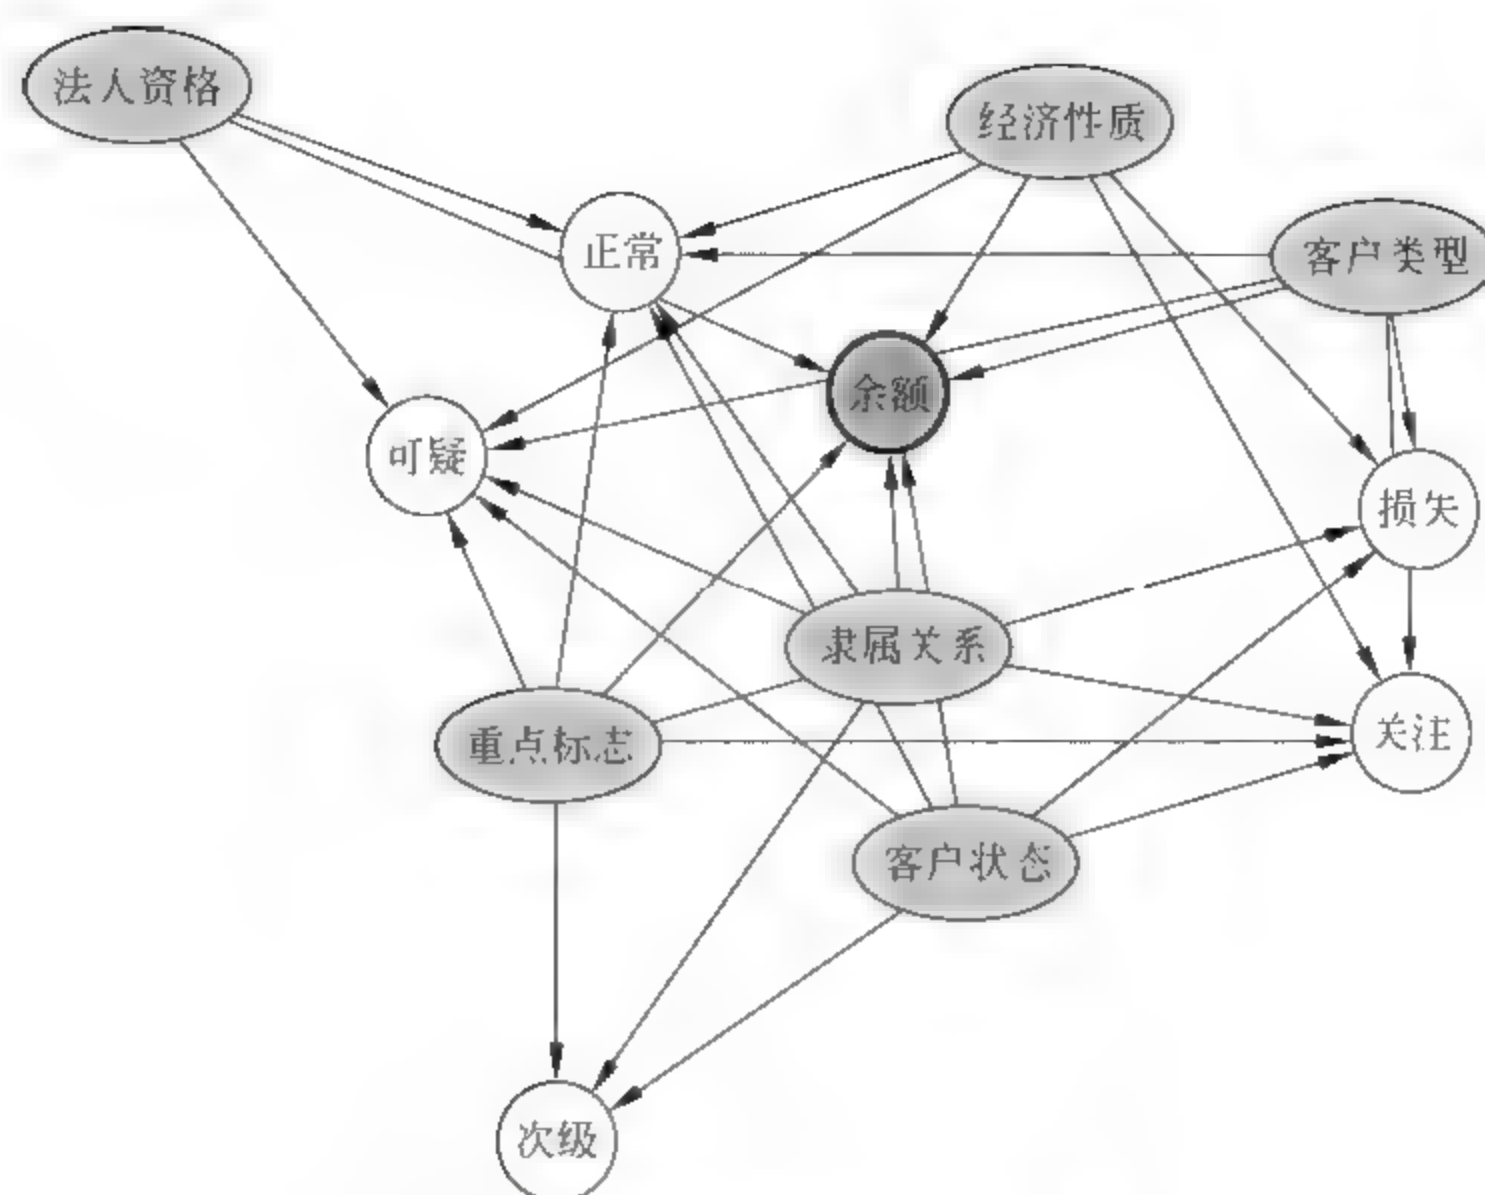 法人资格
经济性质
正常
客户类型
余额
可疑
损失
隶属关系
重点标志
关注
客户状态
次级